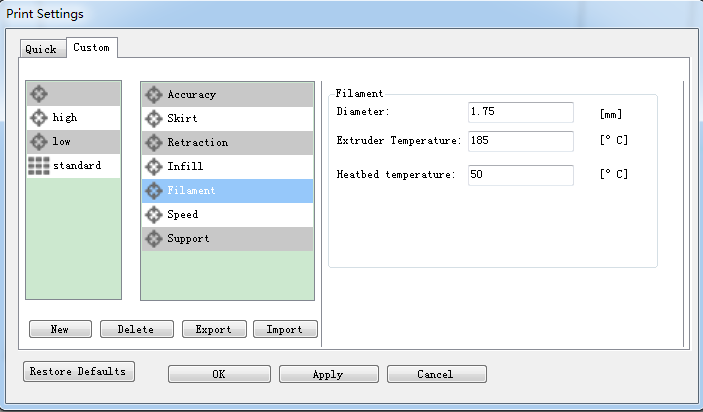 Print Settings
Quick Custom
high
low
standard
Accuracy
Skirt
Retraction
Infill
Filament
Speed
Support
Filament
Diameter: 1.75 [mm]
Extruder Temperature: 185 [° C]
Heatbed temperature: 50 [° C]
New Delete Export Import
Restore Defaults OK Apply Cancel